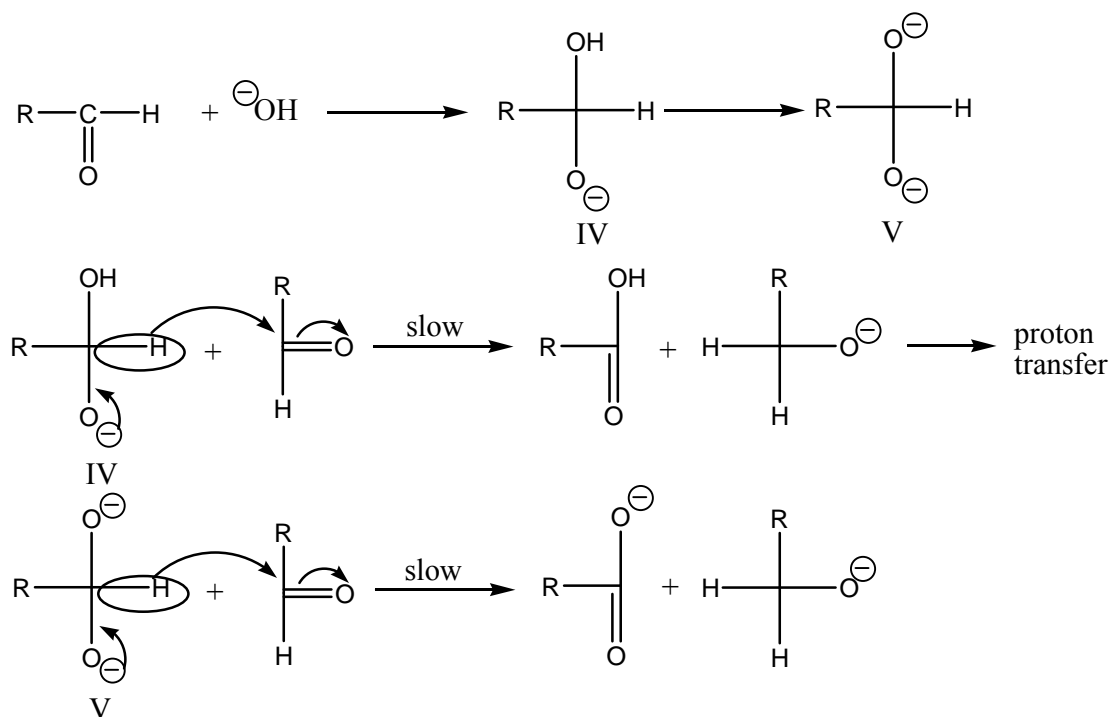 OH
O⊖
R C H + ⊖OH R H R H
O
O⊖ O⊖
IV V
OH R R
OH
R H + O slow R + H O⊖ proton
transfer
H
O⊖ O H
IV
O⊖ O⊖ R
R
R H + O slow R + H O⊖
H
O⊖ O H
V